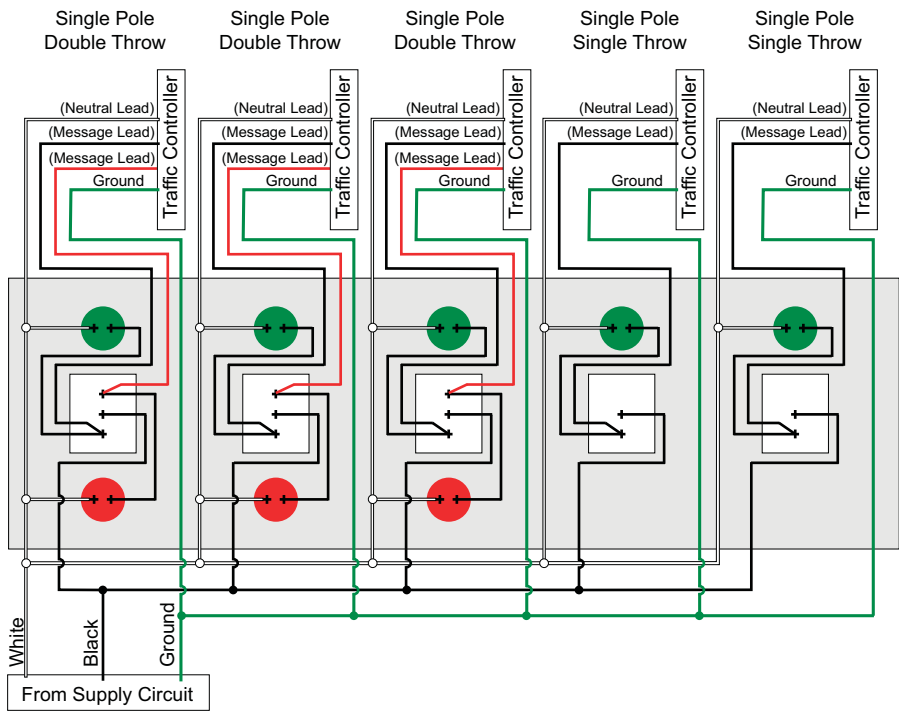 Single Pole
Double Throw
Single Pole
Double Throw
Single Pole
Double Throw
Single Pole
Single Throw
Single Pole
Single Throw
(Neutral Lead)
(Message Lead)
(Message Lead)
Ground
Traffic Controller
(Neutral Lead)
(Message Lead)
(Message Lead)
Ground
Traffic Controller
(Neutral Lead)
(Message Lead)
(Message Lead)
Ground
Traffic Controller
(Neutral Lead)
(Message Lead)
Ground
Traffic Controller
(Neutral Lead)
(Message Lead)
Ground
Traffic Controller
White
Black
Ground
From Supply Circuit